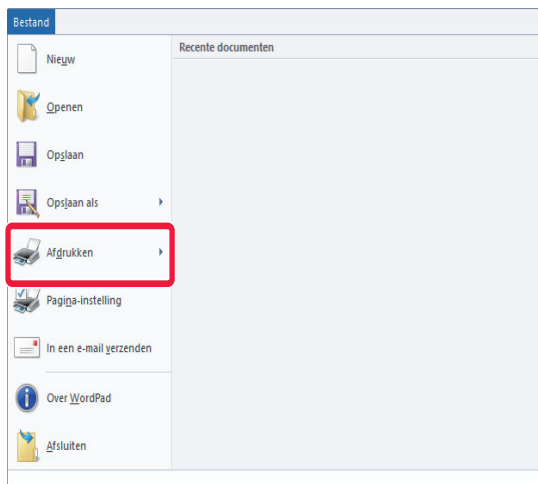 Bestand
Recente documenten
Nieuw
Openen
Opslaan
Opslaan als
Afdrukken
Pagina-instelling
In een e-mail verzenden
Over WordPad
Afsluiten